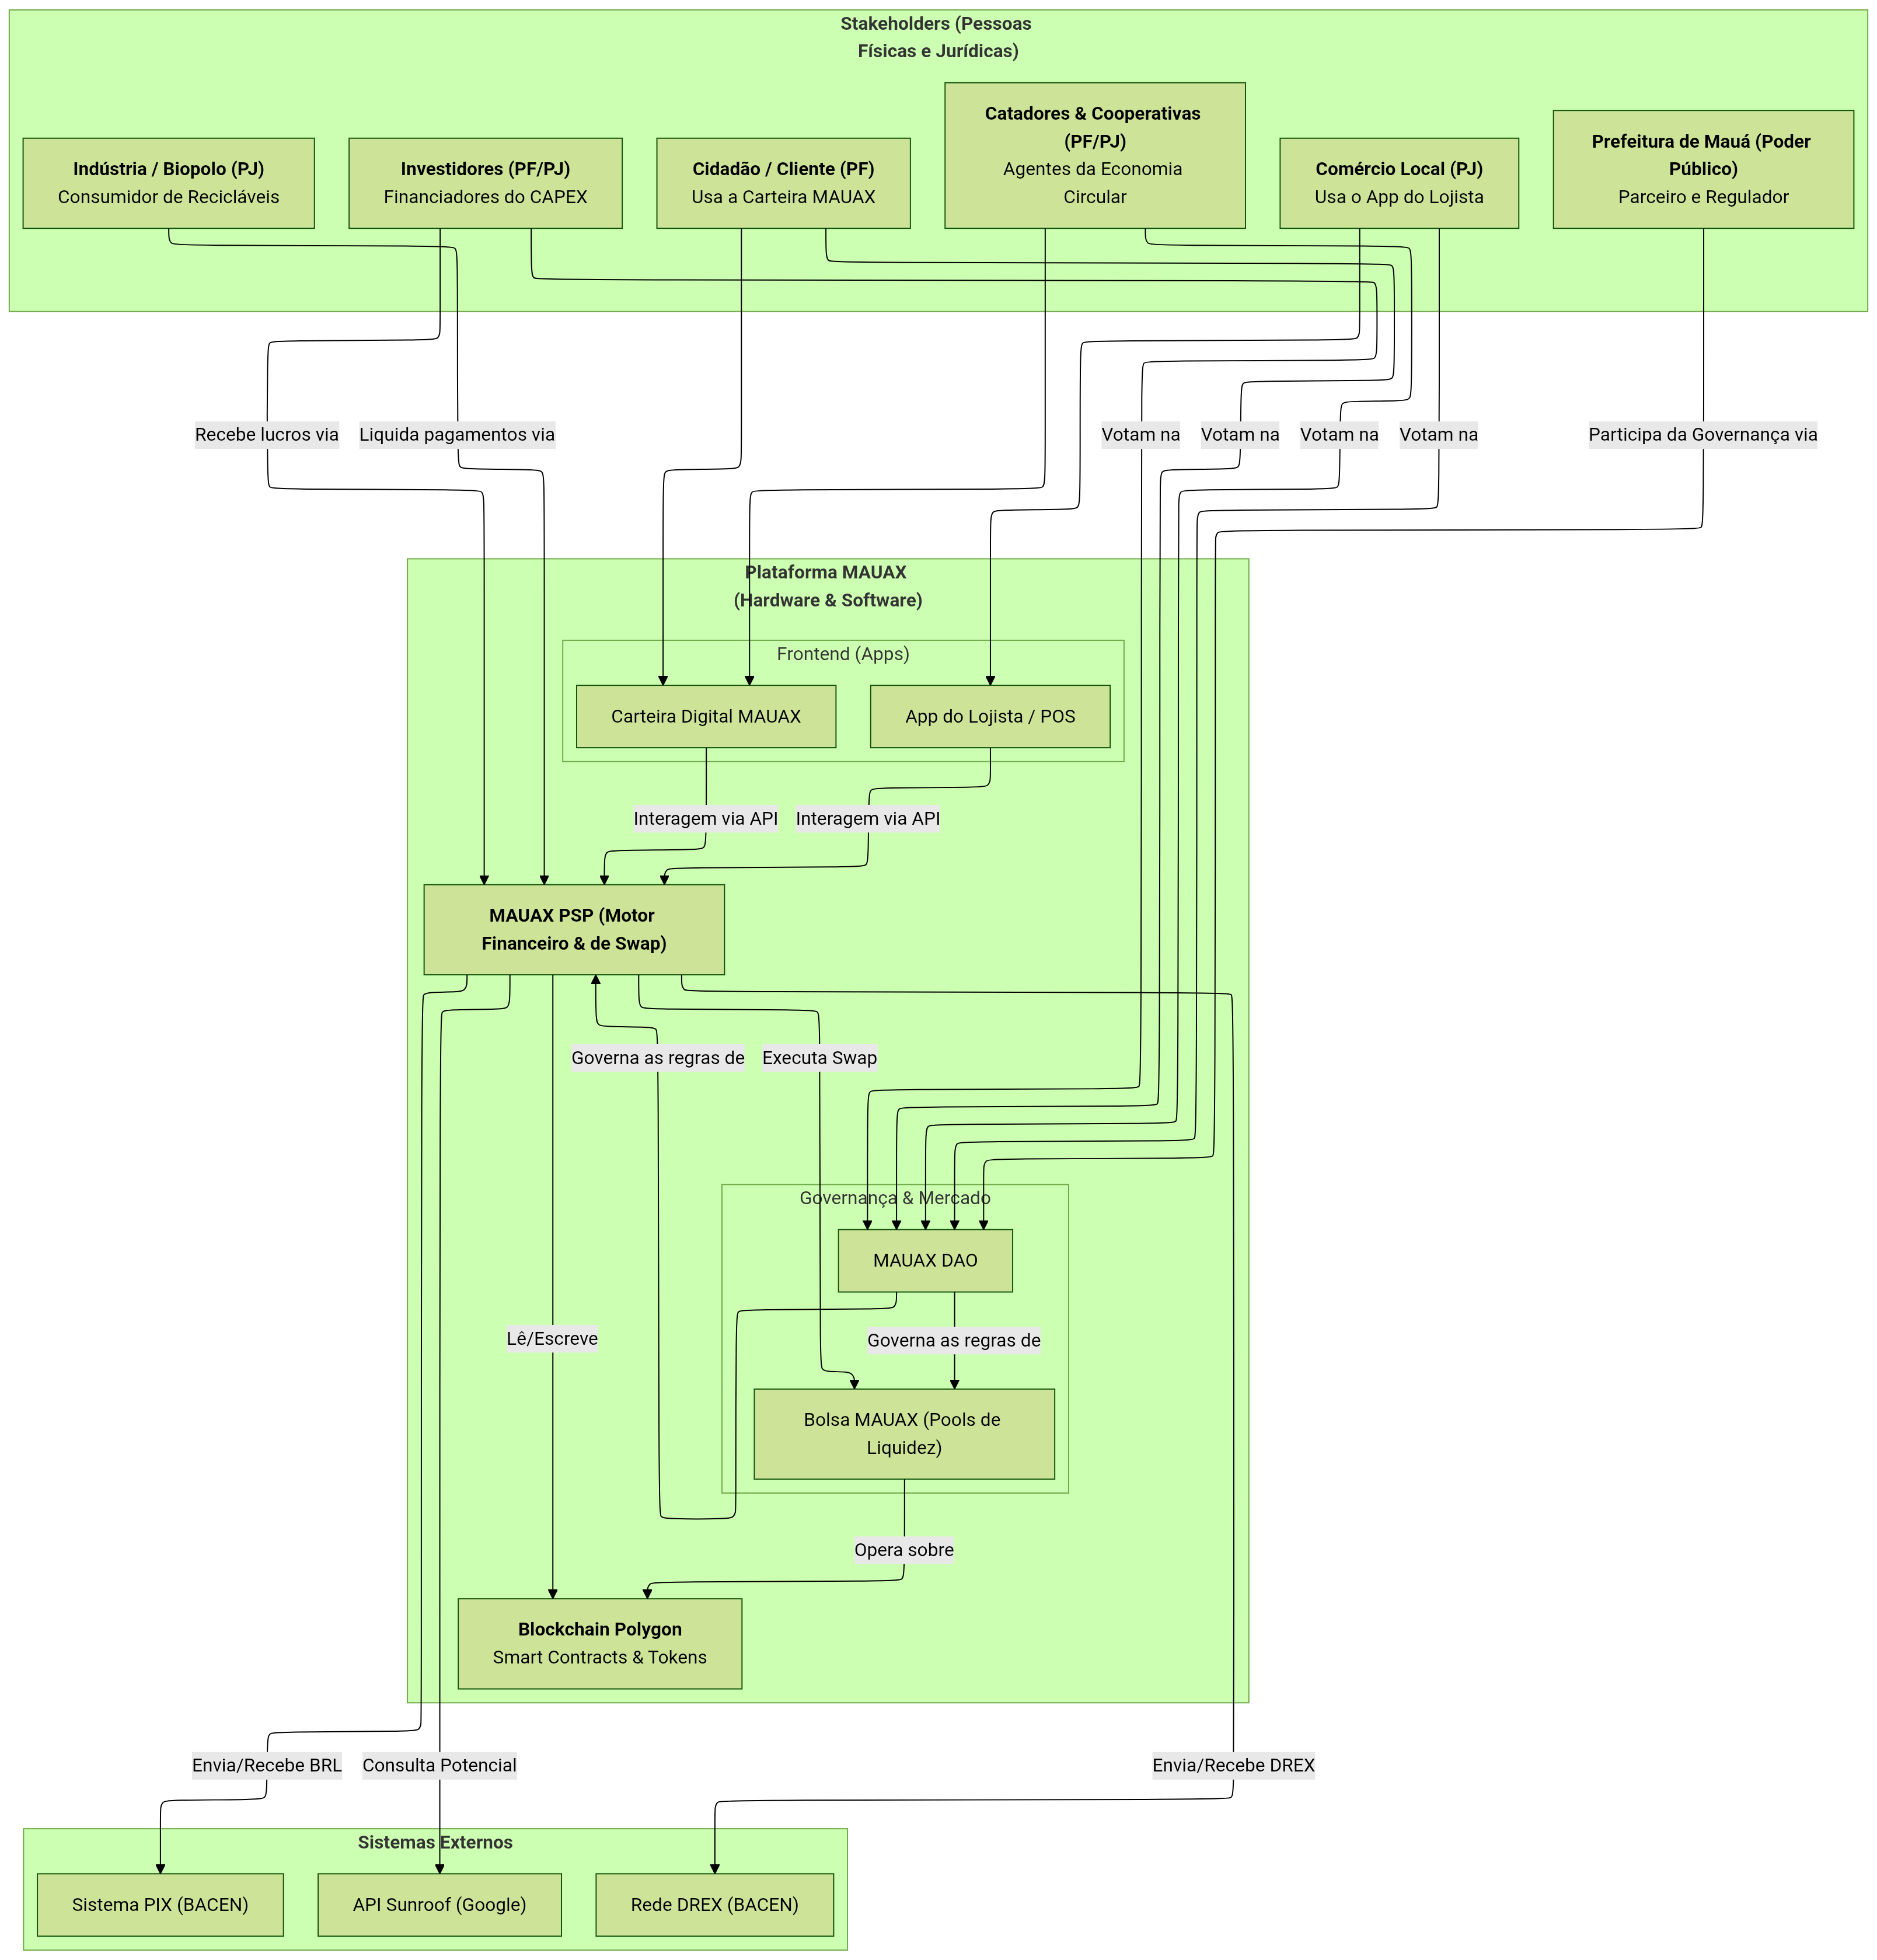 Stakeholders (Pessoas
Físicas e Jurídicas)
Indústria / Biopolo (PJ)
Consumidor de Recicláveis
Investidores (PF/PJ)
Financiadores do CAPEX
Cidadão / Cliente (PF)
Usa a Carteira MAUAX
Catadores & Cooperativas
(PF/PJ)
Agentes da Economia
Circular
Comércio Local (PJ)
Usa o App do Lojista
Prefeitura de Mauá (Poder
Público)
Parceiro e Regulador
Recebe lucros via
Liquida pagamentos via
Votam na
Votam na
Votam na
Votam na
Participa da Governança via
Plataforma MAUAX
(Hardware & Software)
Frontend (Apps)
Carteira Digital MAUAX
App do Lojista / POS
Interagem via API
Interagem via API
MAUAX PSP (Motor
Financeiro & de Swap)
Governa as regras de
Executa Swap
Governança & Mercado
MAUAX DAO
Lê/Escreve
Governa as regras de
Bolsa MAUAX (Pools de
Liquidez)
Opera sobre
Blockchain Polygon
Smart Contracts & Tokens
Envia/Recebe BRL
Consulta Potencial
Envia/Recebe DREX
Sistemas Externos
Sistema PIX (BACEN)
API Sunroof (Google)
Rede DREX (BACEN)